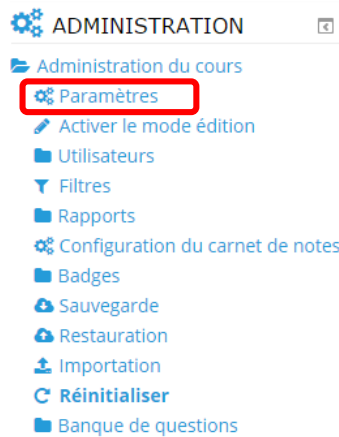 ADMINISTRATION
Administration du cours
Paramètres
Activer le mode édition
Utilisateurs
Filtres
Rapports
Configuration du carnet de notes
Badges
Sauvegarde
Restauration
Importation
Réinitialiser
Banque de questions